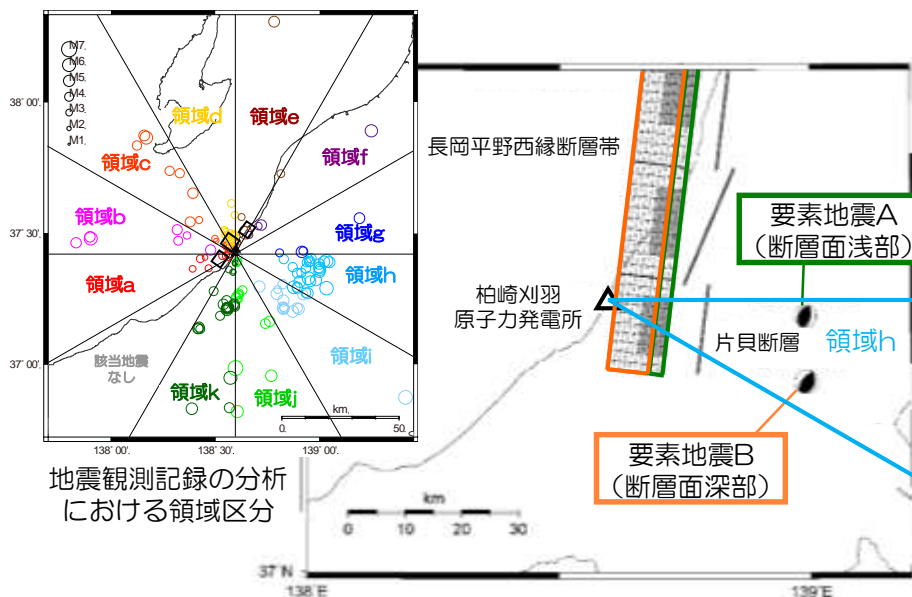 M7.
M6.
M5.
M4.
M3.
M2.
M1.
38° 00'.
37° 30'.
37° 00'.
138° 00'.
138° 30'.
139° 00'.
領域d
領域e
領域c
領域f
領域b
領域g
領域a
領域h
領域i
領域k
領域j
該当地震
なし
km.
0.
50.
地震観測記録の分析
における領域区分
長岡平野西縁断層帯
要素地震A
(断層面浅部)
柏崎刈羽
原子力発電所
片貝断層
領域h
要素地震B
(断層面深部)
km
0
10
20
30
37°N
138°E
139°E